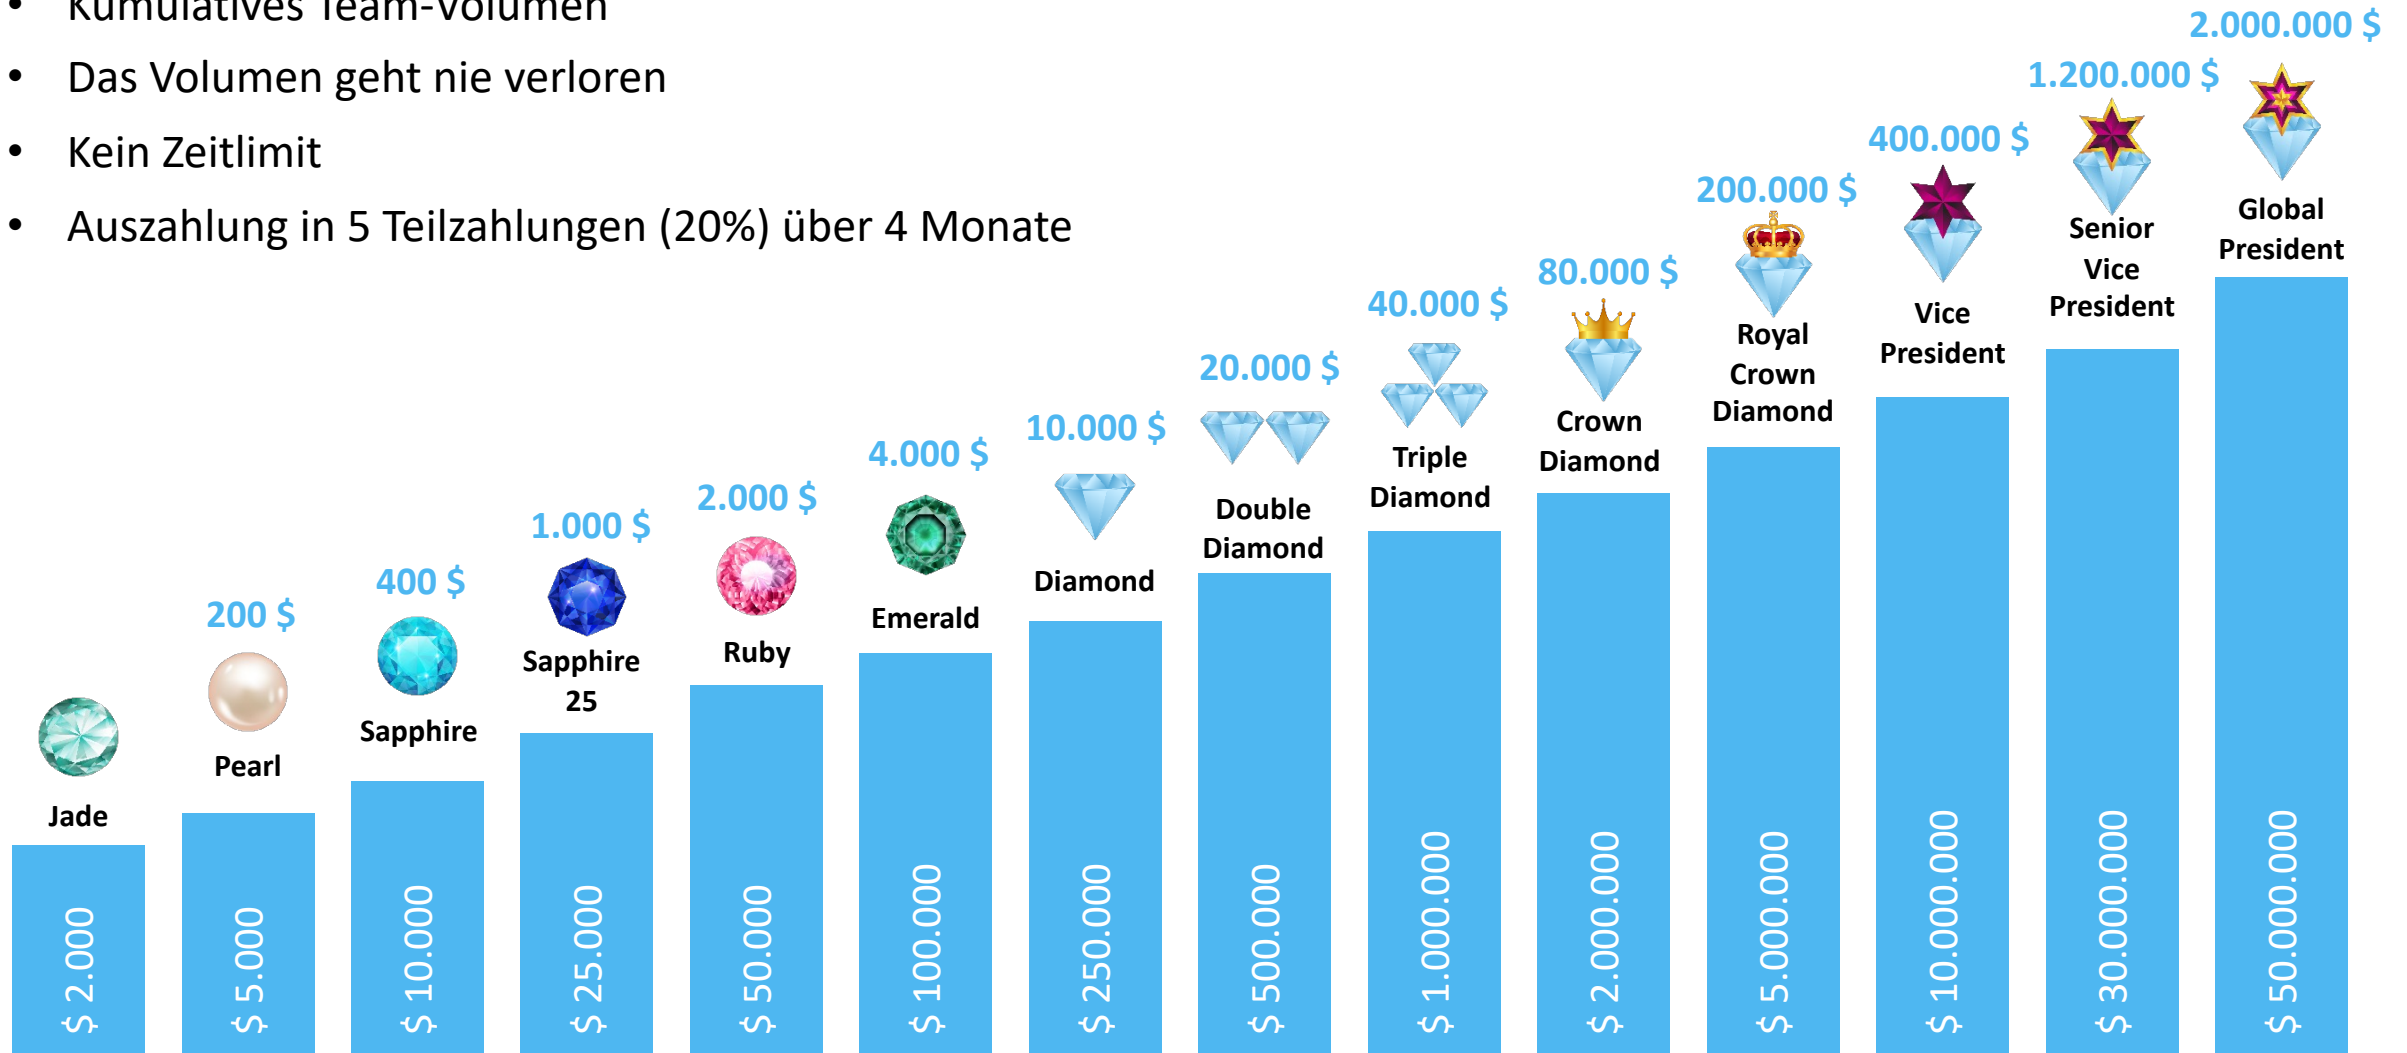 • Kumulatives Team-Volumen
• Das Volumen geht nie verloren
• Kein Zeitlimit
• Auszahlung in 5 Teilzahlungen (20%) über 4 Monate
Jade
$ 2.000
200 $
Pearl
$ 5.000
400 $
Sapphire
$ 10.000
1.000 $
Sapphire
25
$ 25.000
2.000 $
Ruby
$ 50.000
4.000 $
Emerald
$ 100.000
10.000 $
Diamond
$ 250.000
20.000 $
Double
Diamond
$ 500.000
40.000 $
Triple
Diamond
$ 1.000.000
80.000 $
Crown
Diamond
$ 2.000.000
200.000 $
Royal
Crown
Diamond
$ 5.000.000
400.000 $
Vice
President
$ 10.000.000
1.200.000 $
Senior
Vice
President
$ 30.000.000
2.000.000 $
Global
President
$ 50.000.000